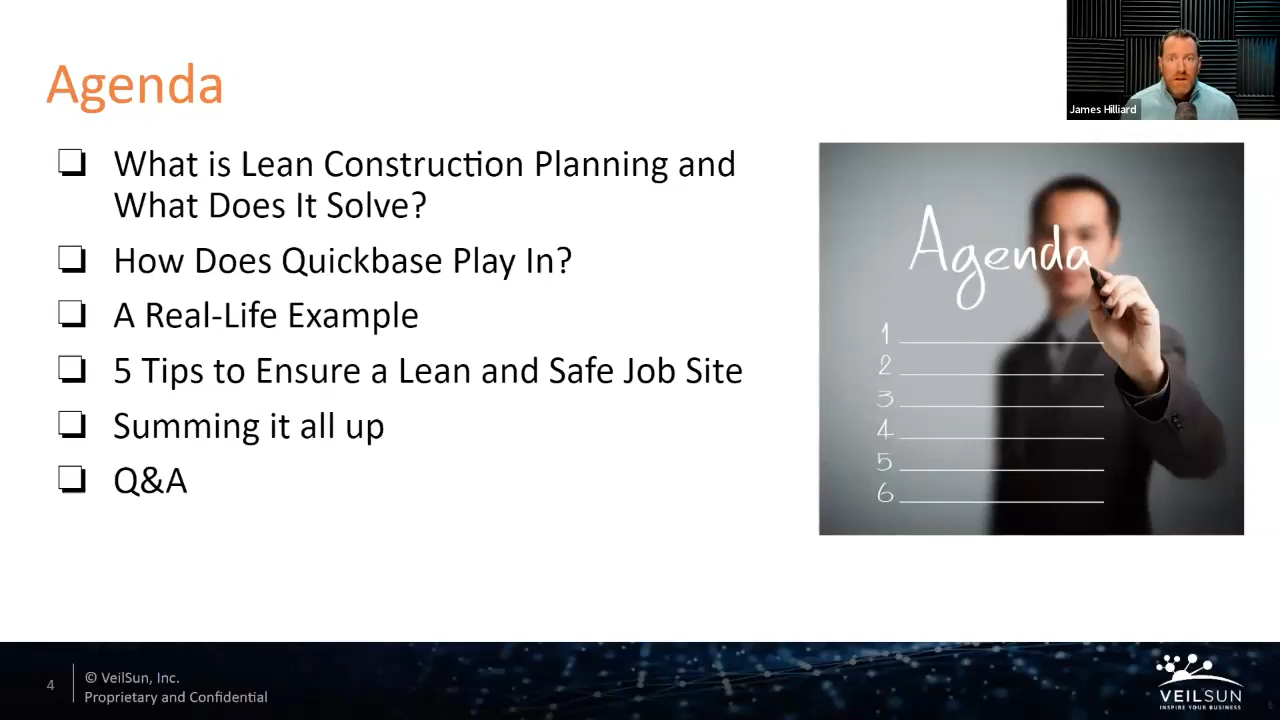 Agenda
James Hilliard
❏ What is Lean Construction Planning and
What Does It Solve?
❏ How Does Quickbase Play In?
❏ A Real-Life Example
❏ 5 Tips to Ensure a Lean and Safe Job Site
❏ Summing it all up
❏ Q&A
Agenda
1
2
3
4
5
6
4
© VeilSun, Inc.
Proprietary and Confidential
VEILSUN
INSPIRE YOUR BUSINESS